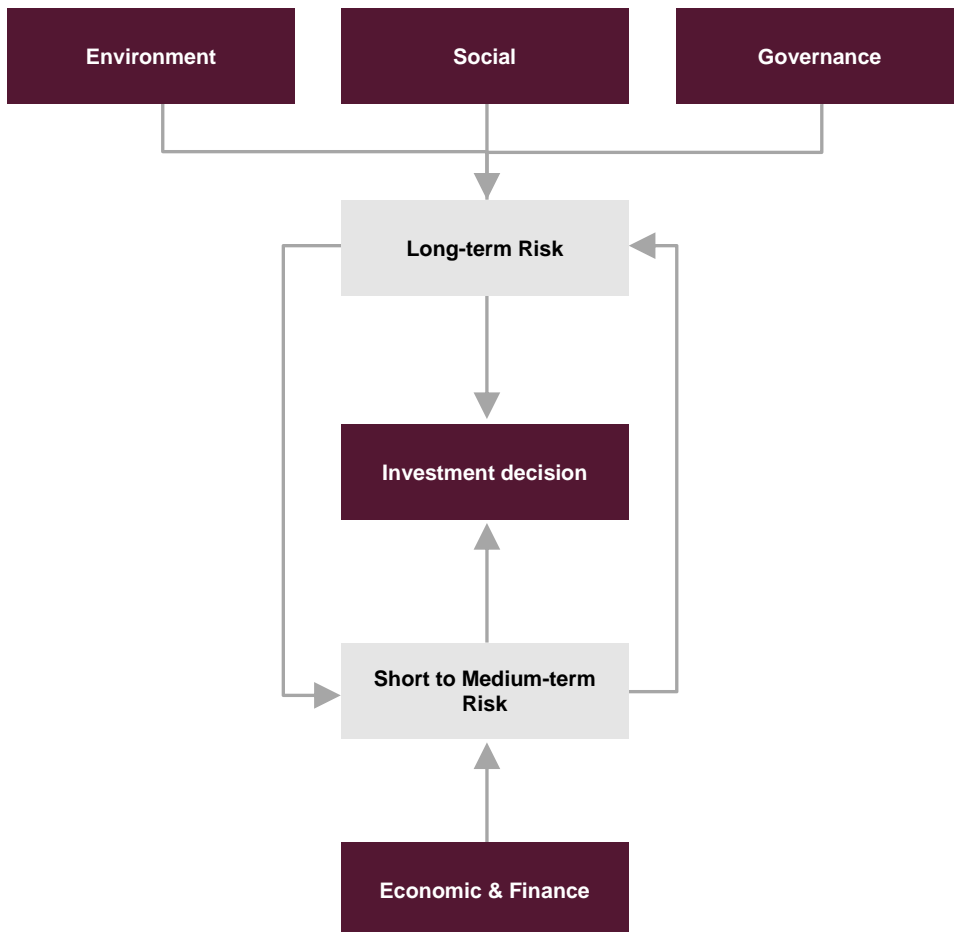 Environment
Social
Governance
Long-term Risk
Investment decision
Short to Medium-term
Risk
Economic & Finance